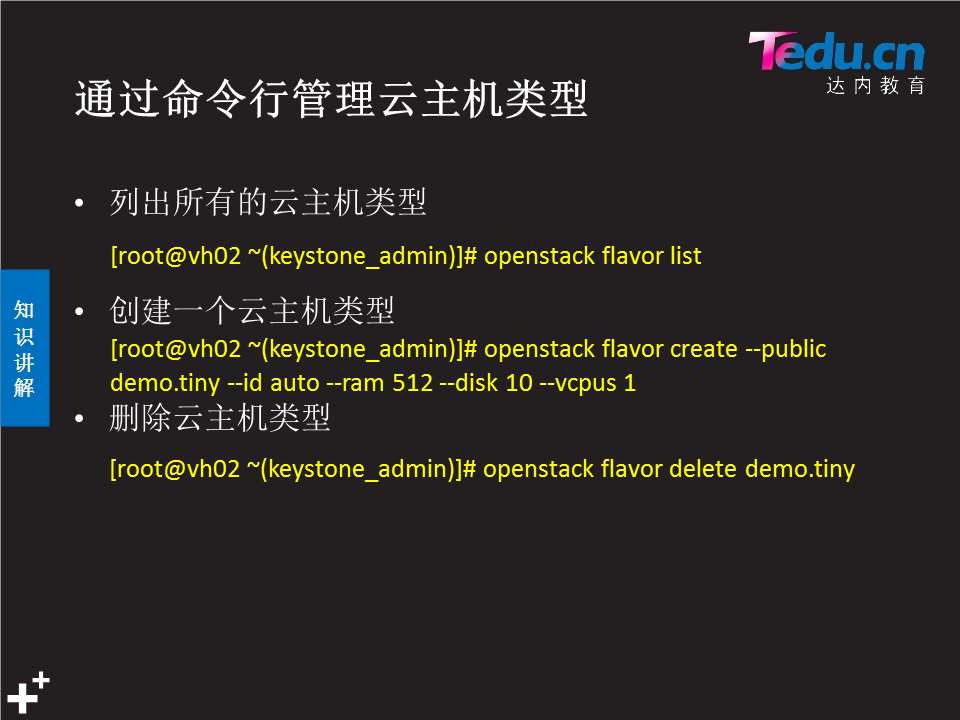 Tedu.cn
达内教育
通过命令行管理云主机类型
• 列出所有的云主机类型
[root@vh02 ~(keystone_admin)]# openstack flavor list
知识讲解
• 创建一个云主机类型
[root@vh02 ~(keystone_admin)]# openstack flavor create --public
demo.tiny --id auto --ram 512 --disk 10 --vcpus 1
• 删除云主机类型
[root@vh02 ~(keystone_admin)]# openstack flavor delete demo.tiny